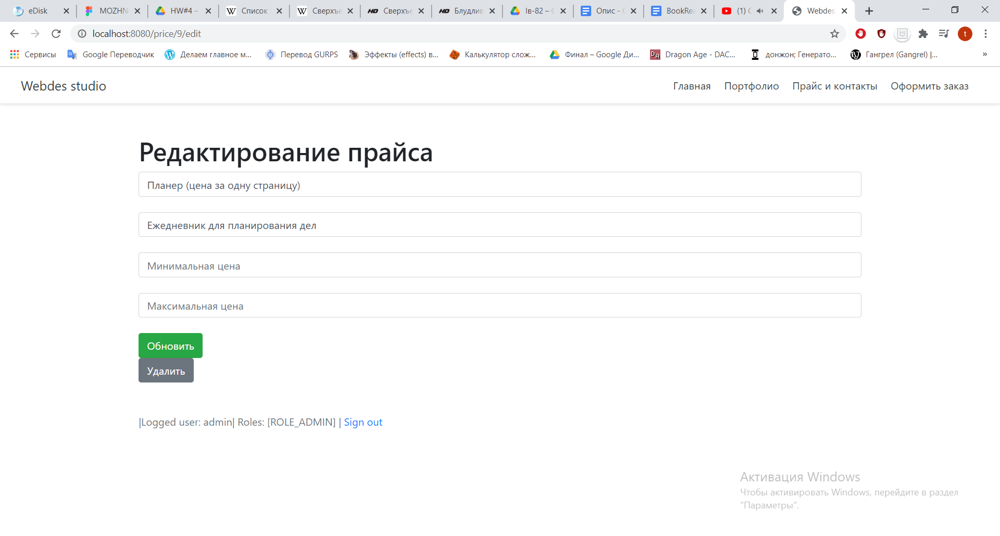 eDisk
MOZHN
HW#4 –
Список
Сверхъе
Сверхъе
Блудлив
Ів-82 –
Опис -
BookRea
(1)
Webdes
localhost:8080/price/9/edit
t
Сервисы
Google Переводчик
Делаем главное м...
Перевод GURPS
Эффекты (effects) в...
Калькулятор слож...
Финал – Google Ди...
Dragon Age - DAC...
донжон; Генерато...
Гангрел (Gangrel) |...
»
Webdes studio
Главная
Портфолио
Прайс и контакты
Оформить заказ
Редактирование прайса
Планер (цена за одну страницу)
Ежедневник для планирования дел
Минимальная цена
Максимальная цена
Обновить
Удалить
|Logged user: admin| Roles: [ROLE_ADMIN] | Sign out
Активация Windows
Чтобы активировать Windows, перейдите в раздел
"Параметры".